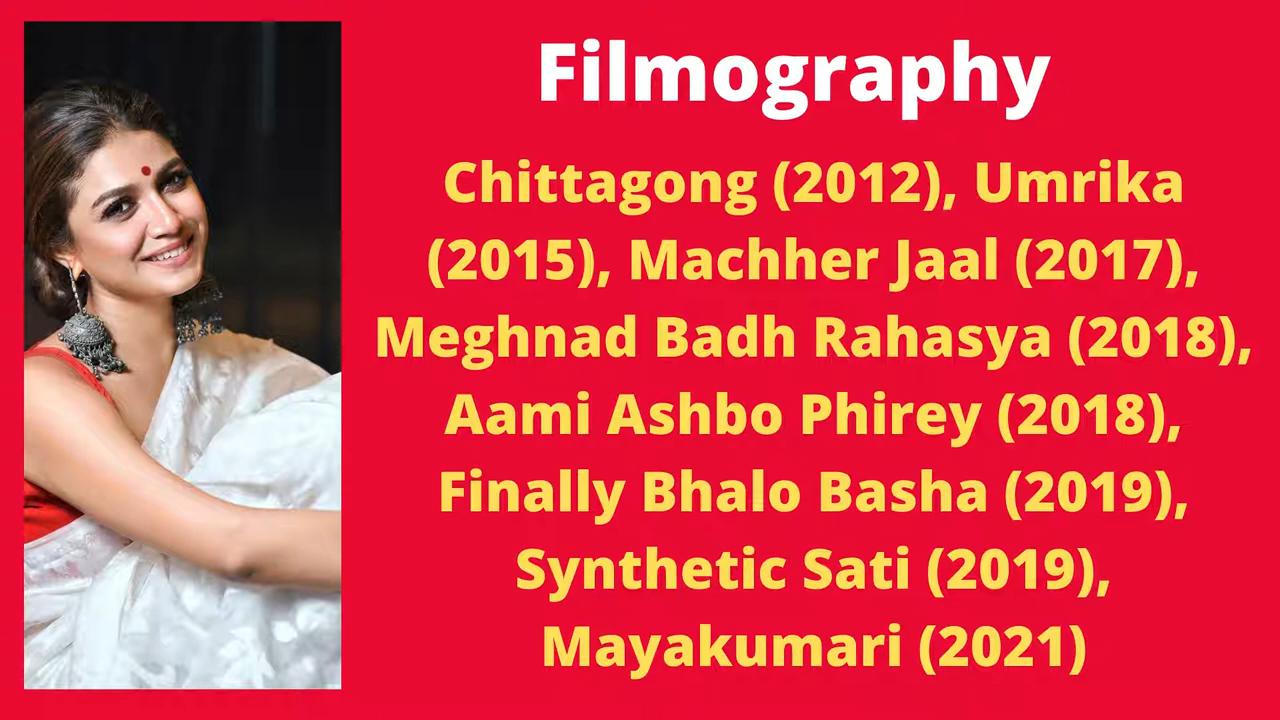 Filmography
Chittagong (2012), Umrika
(2015), Machher Jaal (2017),
Meghnad Badh Rahasya (2018),
Aami Ashbo Phirey (2018),
Finally Bhalo Basha (2019),
Synthetic Sati (2019),
Mayakumari (2021)